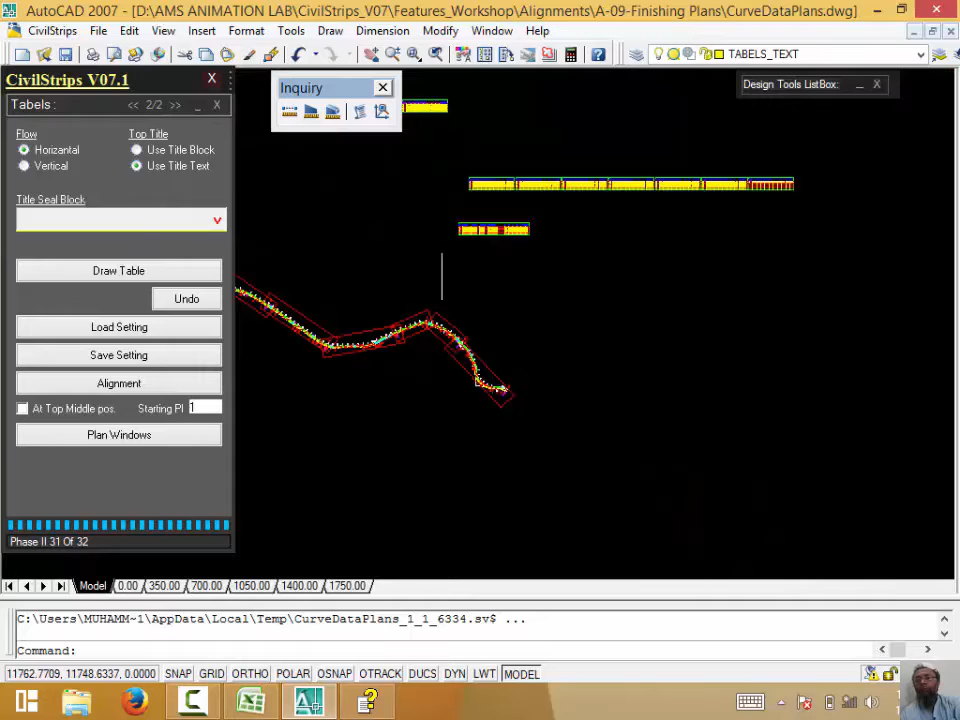 AutoCAD 2007 - [D:\AMS ANIMATION LAB\CivilStrips_V07\Features_Workshop\Alignments\A-09-Finishing Plans\CurveDataPlans.dwg]
CivilStrips File Edit View Insert Format Tools Draw Dimension Modify Window Help
TABELS_TEXT
CivilStrips V07.1 X
Tabels : << 2/2 >> _ X
Inquiry
Design Tools ListBox: _ X
Flow Top Title
Horizantal Use Title Block
Vertical Use Title Text
Title Seal Block
v
Draw Table
Undo
Load Setting
Save Setting
Alignment
At Top Middle pos. Starting PI 1
Plan Windows
Phase II 31 Of 32
Model 0.00 350.00 700.00 1050.00 1400.00 1750.00
C:\Users\MUHAMM~1\AppData\Local\Temp\CurveDataPlans_1_1_6334.sv$ ...
Command:
11762.7709, 11748.6337, 0.0000 SNAP GRID ORTHO POLAR OSNAP OTRACK DUCS DYN LWT MODEL